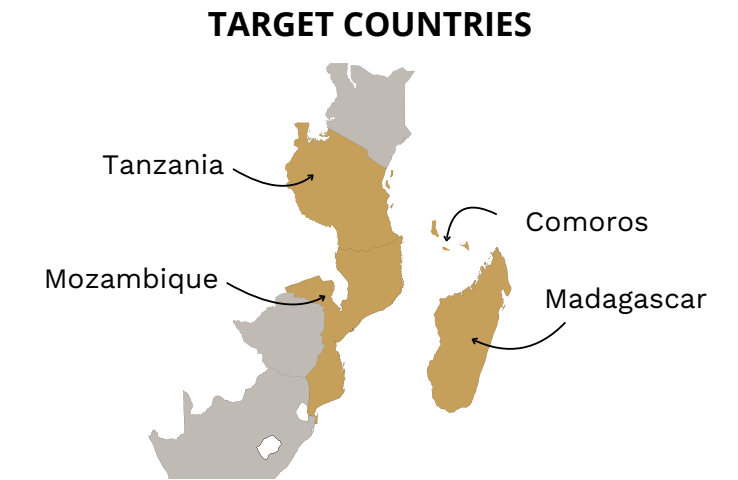 TARGET COUNTRIES
Tanzania
Comoros
Mozambique
Madagascar